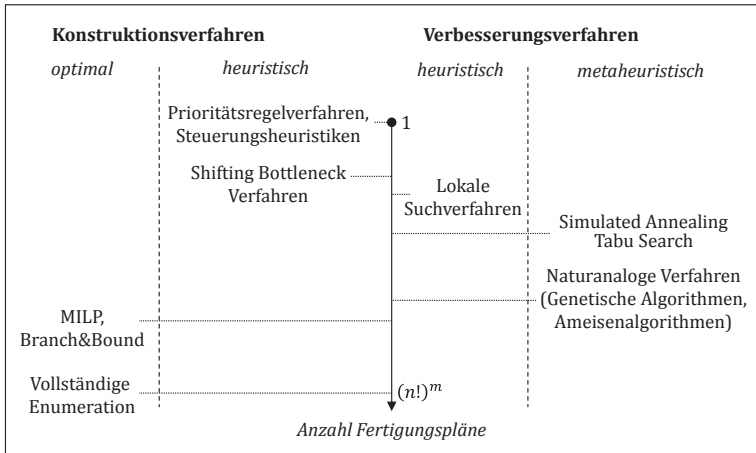 Konstruktionsverfahren
Verbesserungsverfahren
optimal
heuristisch
heuristisch
metaheuristisch
Prioritätsregelverfahren,
Steuerungsheuristiken
1
Shifting Bottleneck
Verfahren
Lokale
Suchverfahren
Simulated Annealing
Tabu Search
Naturanaloge Verfahren
(Genetische Algorithmen,
Ameisenalgorithmen)
MILP,
Branch&Bound
Vollständige
Enumeration
(n!)^m
Anzahl Fertigungspläne